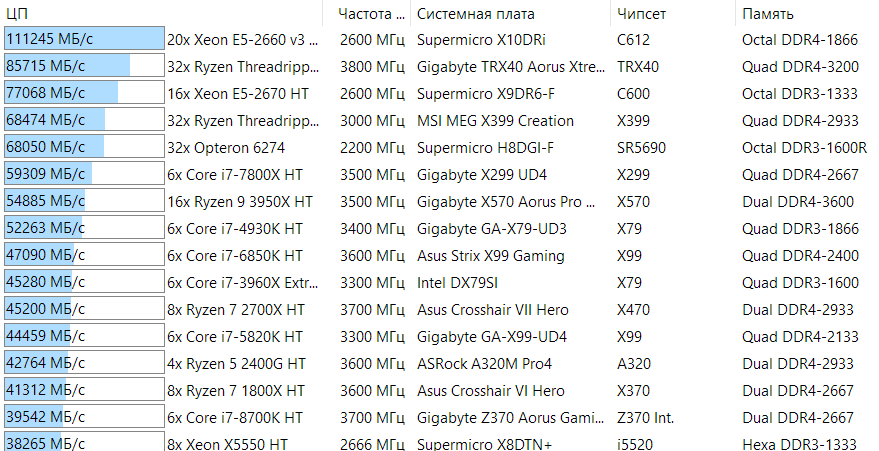 ЦП Частота ... Системная плата Чипсет Память
111245 МБ/с 20x Xeon E5-2660 v3 ... 2600 МГц Supermicro X10DRi C612 Octal DDR4-1866
85715 МБ/с 32x Ryzen Threadripp... 3800 МГц Gigabyte TRX40 Aorus Xtre... TRX40 Quad DDR4-3200
77068 МБ/с 16x Xeon E5-2670 HT 2600 МГц Supermicro X9DR6-F C600 Octal DDR3-1333
68474 МБ/с 32x Ryzen Threadripp... 3000 МГц MSI MEG X399 Creation X399 Quad DDR4-2933
68050 МБ/с 32x Opteron 6274 2200 МГц Supermicro H8DGI-F SR5690 Octal DDR3-1600R
59309 МБ/с 6x Core i7-7800X HT 3500 МГц Gigabyte X299 UD4 X299 Quad DDR4-2667
54885 МБ/с 16x Ryzen 9 3950X HT 3500 МГц Gigabyte X570 Aorus Pro ... X570 Dual DDR4-3600
52263 МБ/с 6x Core i7-4930K HT 3400 МГц Gigabyte GA-X79-UD3 X79 Quad DDR3-1866
47090 МБ/с 6x Core i7-6850K HT 3600 МГц Asus Strix X99 Gaming X99 Quad DDR4-2400
45280 МБ/с 6x Core i7-3960X Extr... 3300 МГц Intel DX79SI X79 Quad DDR3-1600
45200 МБ/с 8x Ryzen 7 2700X HT 3700 МГц Asus Crosshair VII Hero X470 Dual DDR4-2933
44459 МБ/с 6x Core i7-5820K HT 3300 МГц Gigabyte GA-X99-UD4 X99 Quad DDR4-2133
42764 МБ/с 4x Ryzen 5 2400G HT 3600 МГц ASRock A320M Pro4 A320 Dual DDR4-2933
41312 МБ/с 8x Ryzen 7 1800X HT 3600 МГц Asus Crosshair VI Hero X370 Dual DDR4-2667
39542 МБ/с 6x Core i7-8700K HT 3700 МГц Gigabyte Z370 Aorus Gami... Z370 Int. Dual DDR4-2667
38265 МБ/с 8x Xeon X5550 HT 2666 МГц Supermicro X8DTN+ i5520 Hexa DDR3-1333